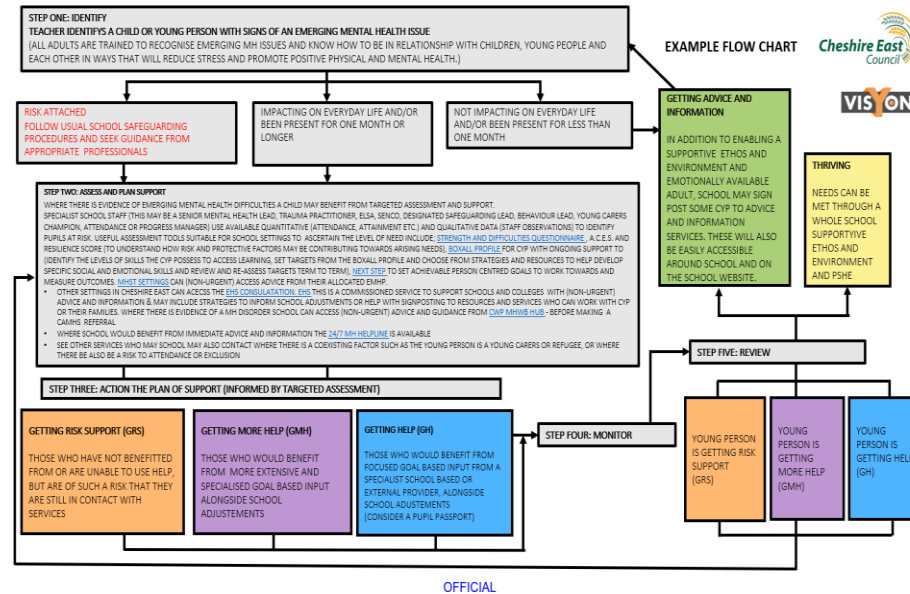 STEP ONE: IDENTIFY
TEACHER IDENTIFYS A CHILD OR YOUNG PERSON WITH SIGNS OF AN EMERGING MENTAL HEALTH ISSUE
(ALL ADULTS ARE TRAINED TO RECOGNISE EMERGING MH ISSUES AND KNOW HOW TO BE IN RELATIONSHIP WITH CHILDREN, YOUNG PEOPLE AND
EACH OTHER IN WAYS THAT WILL REDUCE STRESS AND PROMOTE POSITIVE PHYSICAL AND MENTAL HEALTH.)
EXAMPLE FLOW CHART
Cheshire East
Council
VISYON
RISK ATTACHED
FOLLOW USUAL SCHOOL SAFEGUARDING
PROCEDURES AND SEEK GUIDANCE FROM
APPROPRIATE PROFESSIONALS
IMPACTING ON EVERYDAY LIFE AND/OR
BEEN PRESENT FOR ONE MONTH OR
LONGER
NOT IMPACTING ON EVERYDAY LIFE
AND/OR BEEN PRESENT FOR LESS THAN
ONE MONTH
GETTING ADVICE AND
INFORMATION
IN ADDITION TO ENABLING A
SUPPORTIVE ETHOS AND
ENVIRONMENT AND
EMOTIONALLY AVAILABLE
ADULT, SCHOOL MAY SIGN
POST SOME CYP TO ADVICE
AND INFORMATION
SERVICES. THESE WILL ALSO
BE EASILY ACCESSIBLE
AROUND SCHOOL AND ON
THE SCHOOL WEBSITE.
THRIVING
NEEDS CAN BE
MET THROUGH A
WHOLE SCHOOL
SUPPORTYIVE
ETHOS AND
ENVIRONMENT
AND PSHE
STEP TWO: ASSESS AND PLAN SUPPORT
WHERE THERE IS EVIDENCE OF EMERGING MENTAL HEALTH DIFFICULTIES A CHILD MAY BENEFIT FROM TARGETED ASSESSMENT AND SUPPORT.
SPECIALIST SCHOOL STAFF (THIS MAY BE A SENIOR MENTAL HEALTH LEAD, TRAUMA PRACTITIONER, ELSA, SENCO, DESIGNATED SAFEGUARDING LEAD, BEHAVIOUR LEAD, YOUNG CARERS
CHAMPION, ATTENDANCE OR PROGRESS MANAGER) USE AVAILABLE QUANTITATIVE (ATTENDANCE, ATTAINMENT ETC.) AND QUALITATIVE DATA (STAFF OBSERVATIONS) TO IDENTIFY
PUPILS AT RISK. USEFUL ASSESSMENT TOOLS SUITABLE FOR SCHOOL SETTINGS TO ASCERTAIN THE LEVEL OF NEED INCLUDE; STRENGTH AND DIFFICULTIES QUESTIONNAIRE , A.C.E.S. AND
RESILIENCE SCORE (TO UNDERSTAND HOW RISK AND PROTECTIVE FACTORS MAY BE CONTRIBUTING TOWARDS ARISING NEEDS), BOXALL PROFILE FOR CYP WITH ONGOING SUPPORT TO
(IDENTIFY THE LEVELS OF SKILLS THE CYP POSSESS TO ACCESS LEARNING, SET TARGETS FROM THE BOXALL PROFILE AND CHOOSE FROM STRATEGIES AND RESOURCES TO HELP DEVELOP
SPECIFIC SOCIAL AND EMOTIONAL SKILLS AND REVIEW AND RE-ASSESS TARGETS TERM TO TERM), NEXT STEP TO SET ACHIEVABLE PERSON CENTRED GOALS TO WORK TOWARDS AND
MEASURE OUTCOMES. MHST SETTINGS CAN (NON-URGENT) ACCESS ADVICE FROM THEIR ALLOCATED EMHP.
• OTHER SETTINGS IN CHESHIRE EAST CAN ACECSS THE EHS CONSULATATION. EHS THIS IS A COMMISSIONED SERVICE TO SUPPORT SCHOOLS AND COLLEGES WITH (NON-URGENT)
ADVICE AND INFORMATION & MAY INCLUDE STRATEGIES TO INFORM SCHOOL ADJUSTMENTS OR HELP WITH SIGNPOSTING TO RESOURCES AND SERVICES WHO CAN WORK WITH CYP
OR THEIR FAMILIES. WHERE THERE IS EVIDENCE OF A MH DISORDER SCHOOL CAN ACCESS (NON-URGENT) ADVICE AND GUIDANCE FROM CWP MHWB HUB - BEFORE MAKING A
CAMHS REFERRAL
• WHERE SCHOOL WOULD BENEFIT FROM IMMEDIATE ADVICE AND INFORMATION THE 24/7 MH HELPLINE IS AVAILABLE
• SEE OTHER SERVICES WHO MAY SCHOOL MAY ALSO CONTACT WHERE THERE IS A COEXISTING FACTOR SUCH AS THE YOUNG PERSON IS A YOUNG CARERS OR REFUGEE, OR WHERE
THERE BE ALSO BE A RISK TO ATTENDANCE OR EXCLUSION
STEP FIVE: REVIEW
STEP THREE: ACTION THE PLAN OF SUPPORT (INFORMED BY TARGETED ASSESSMENT)
GETTING RISK SUPPORT (GRS)
THOSE WHO HAVE NOT BENEFITTED
FROM OR ARE UNABLE TO USE HELP,
BUT ARE OF SUCH A RISK THAT THEY
ARE STILL IN CONTACT WITH
SERVICES
GETTING MORE HELP (GMH)
THOSE WHO WOULD BENEFIT
FROM MORE EXTENSIVE AND
SPECIALISED GOAL BASED INPUT
ALONGSIDE SCHOOL
ADJUSTEMENTS
GETTING HELP (GH)
THOSE WHO WOULD BENEFIT FROM
FOCUSED GOAL BASED INPUT FROM A
SPECIALIST SCHOOL BASED OR
EXTERNAL PROVIDER, ALONGSIDE
SCHOOL ADUSTEMENTS
(CONSIDER A PUPIL PASSPORT)
STEP FOUR: MONITOR
YOUNG PERSON
IS GETTING RISK
SUPPORT
(GRS)
YOUNG
PERSON IS
GETTING
MORE HELP
(GMH)
YOUNG
PERSON IS
GETTING HELP
(GH)
OFFICIAL